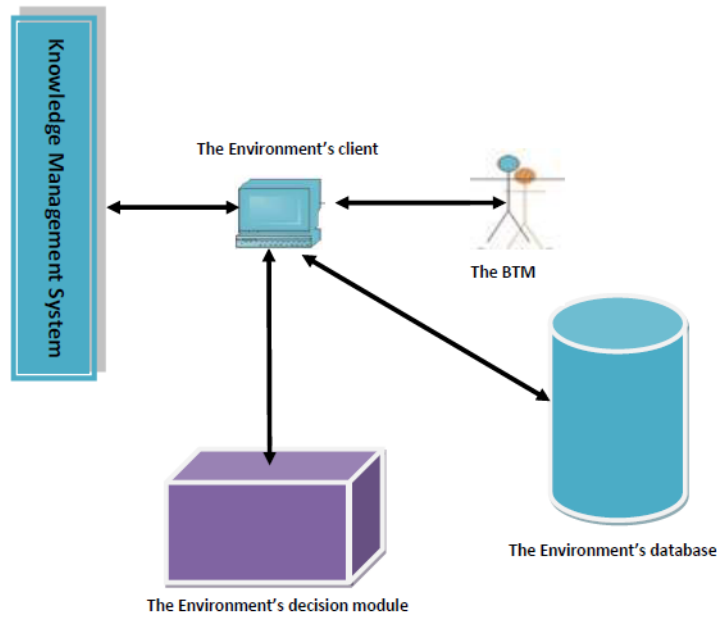 Knowledge Management System
The Environment’s client
The BTM
The Environment’s database
The Environment’s decision module